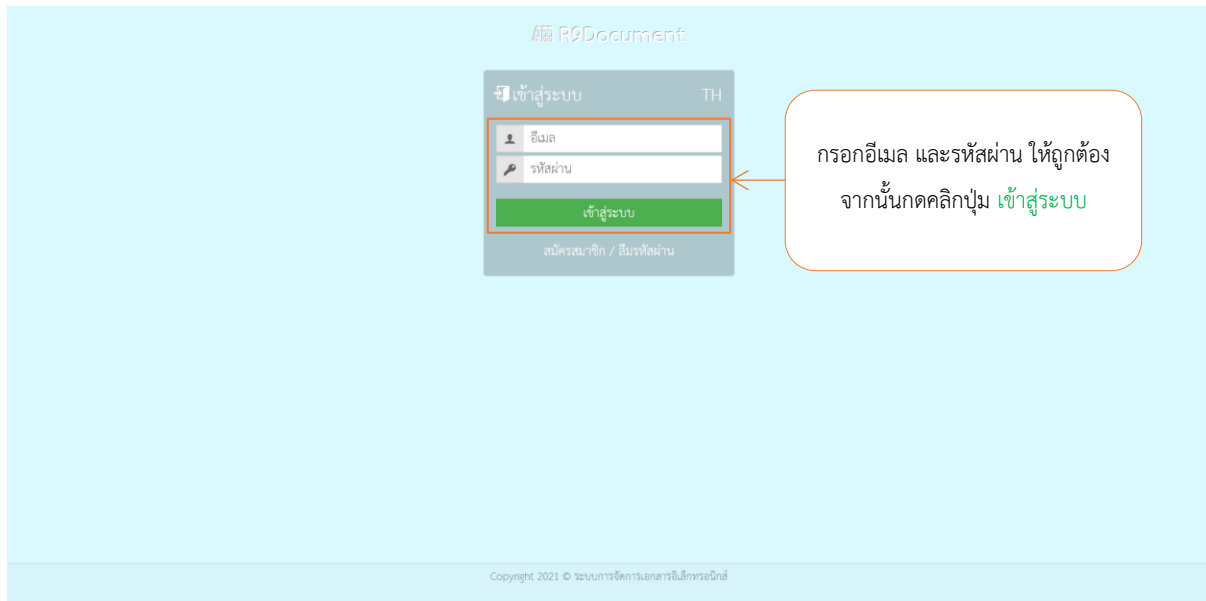 R9Document
เข้าสู่ระบบ TH
อีเมล
รหัสผ่าน
เข้าสู่ระบบ
สมัครสมาชิก / ลืมรหัสผ่าน
กรอกอีเมล และรหัสผ่าน ให้ถูกต้อง
จากนั้นกดคลิกปุ่ม เข้าสู่ระบบ
Copyright 2021 © ระบบการจัดการเอกสารอิเล็กทรอนิกส์